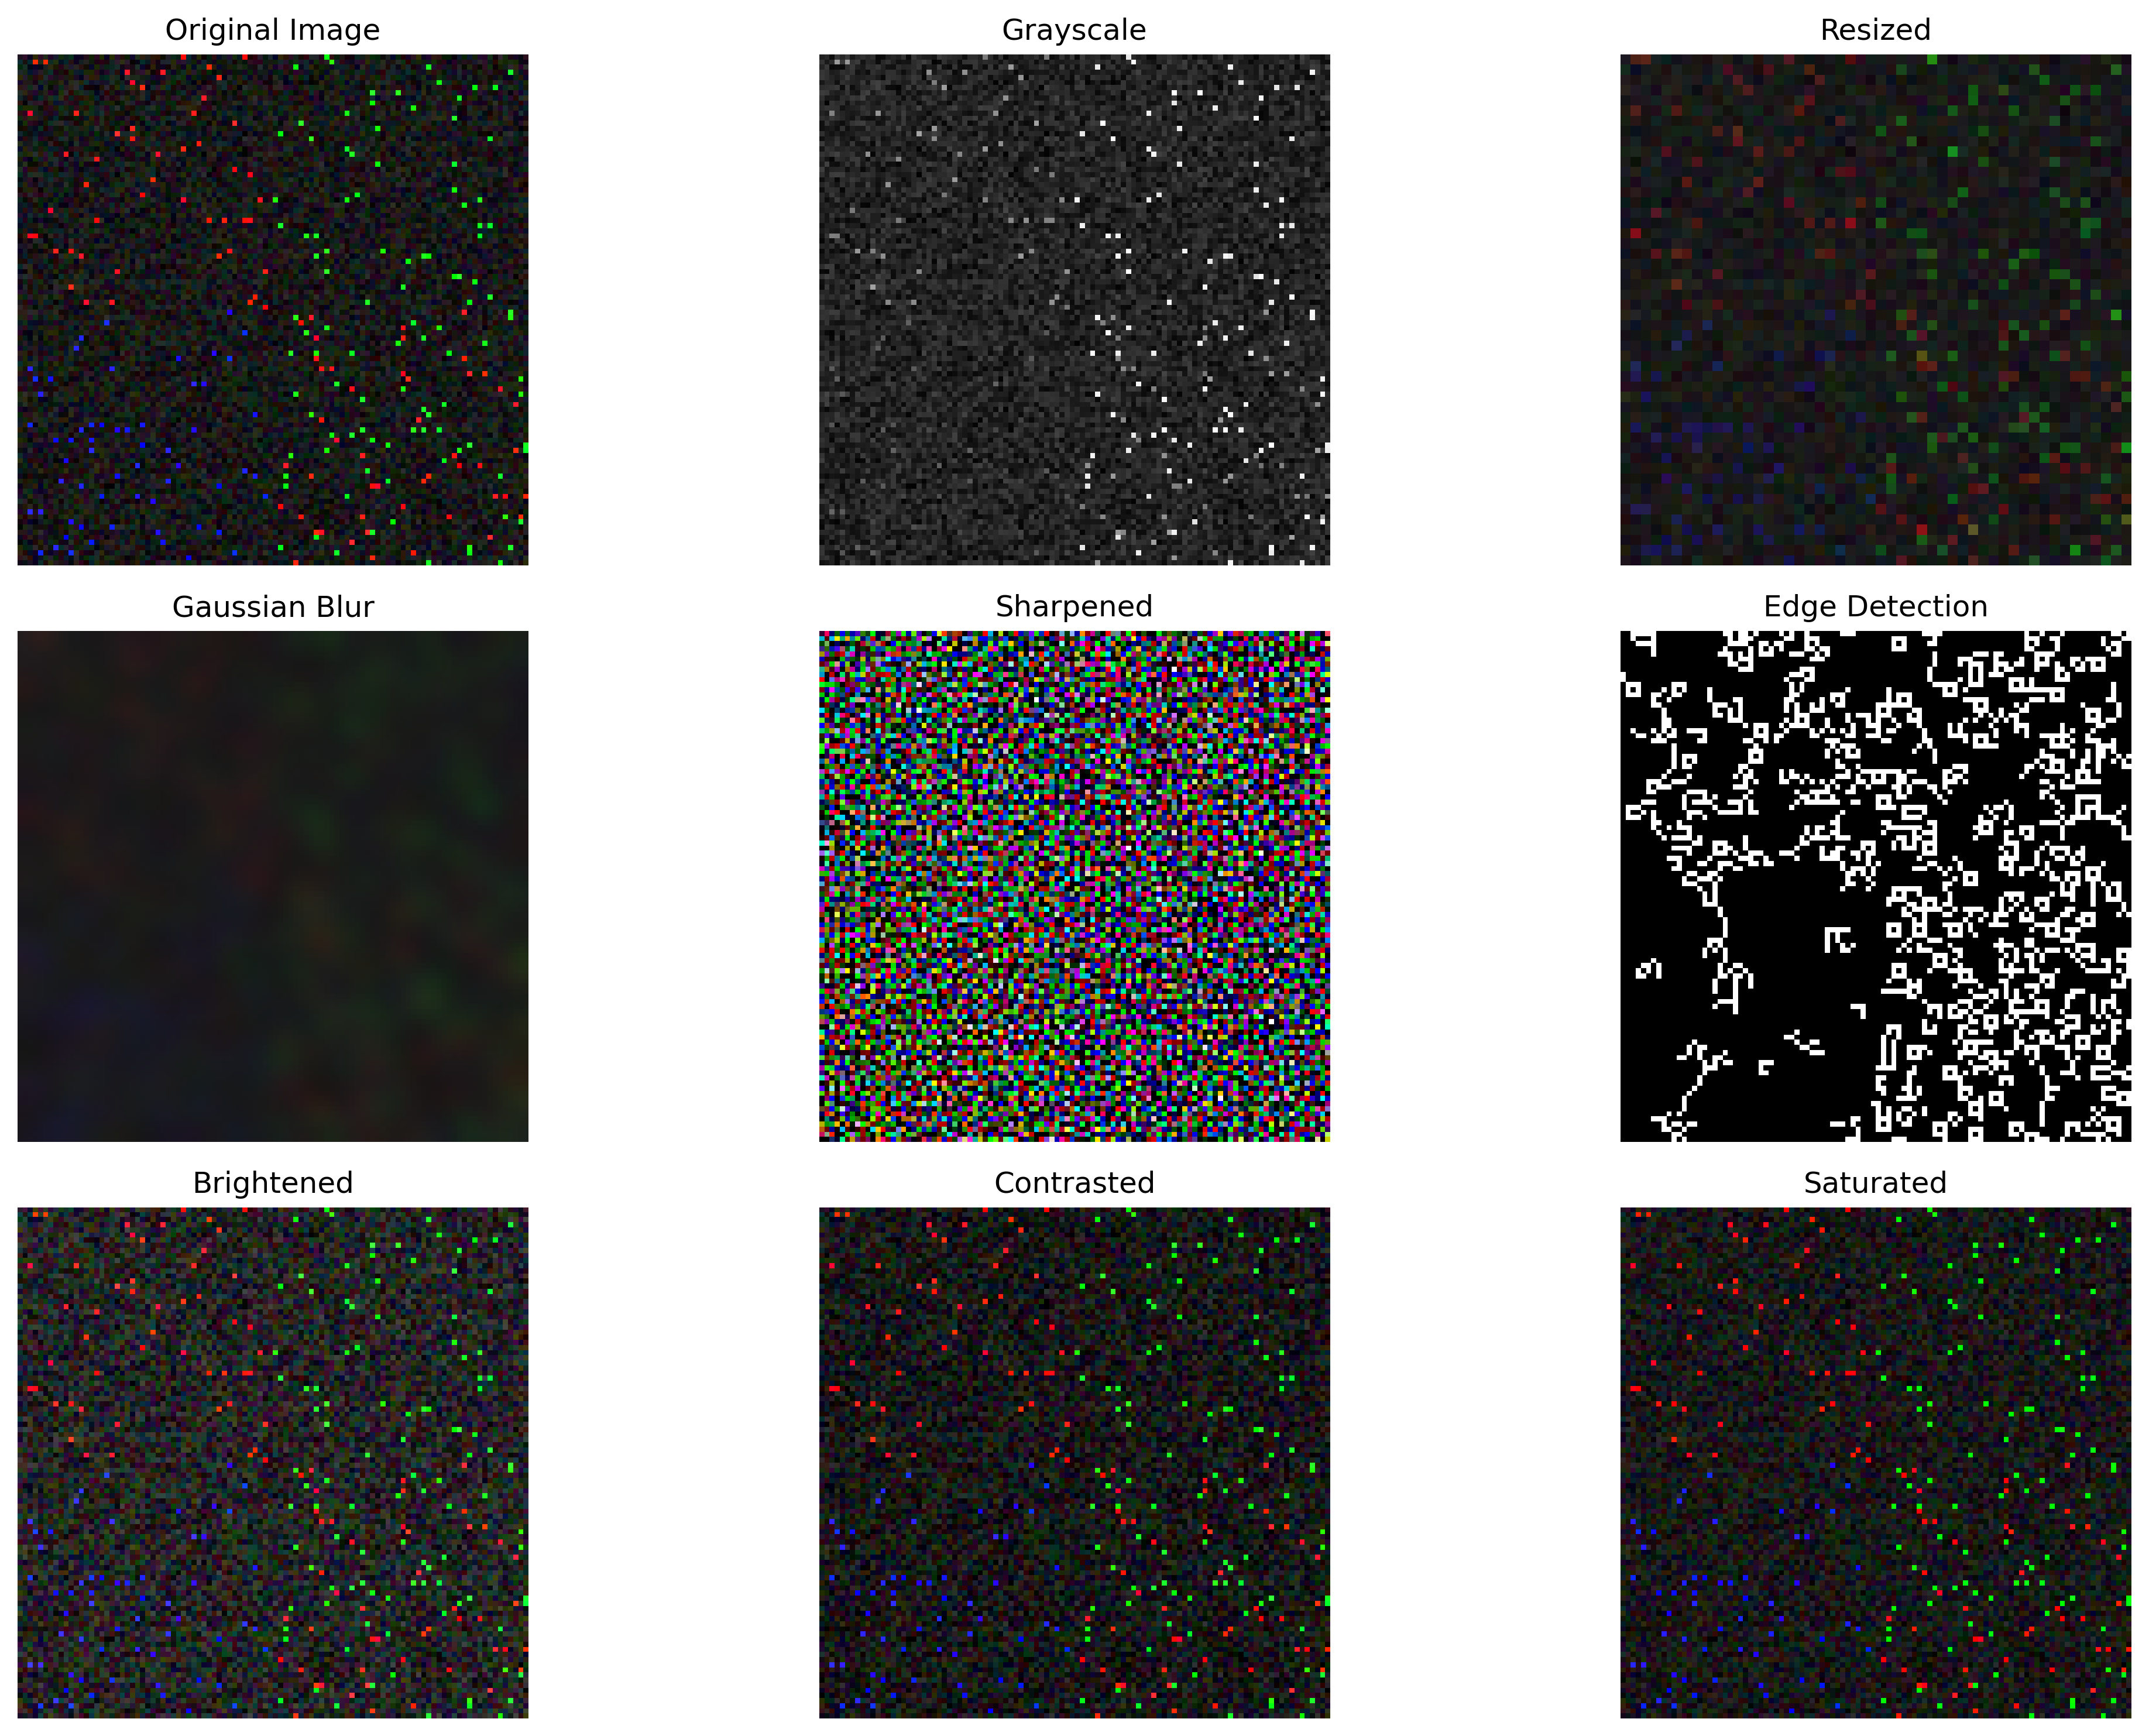 Original Image
Grayscale
Resized
Gaussian Blur
Sharpened
Edge Detection
Brightened
Contrasted
Saturated